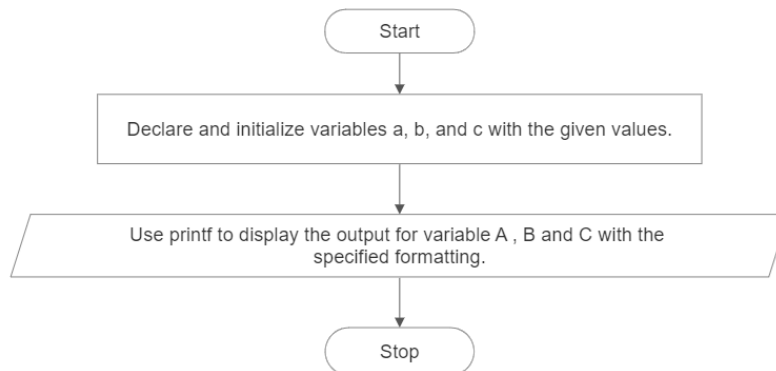 Start
Declare and initialize variables a, b, and c with the given values.
Use printf to display the output for variable A , B and C with the
specified formatting.
Stop